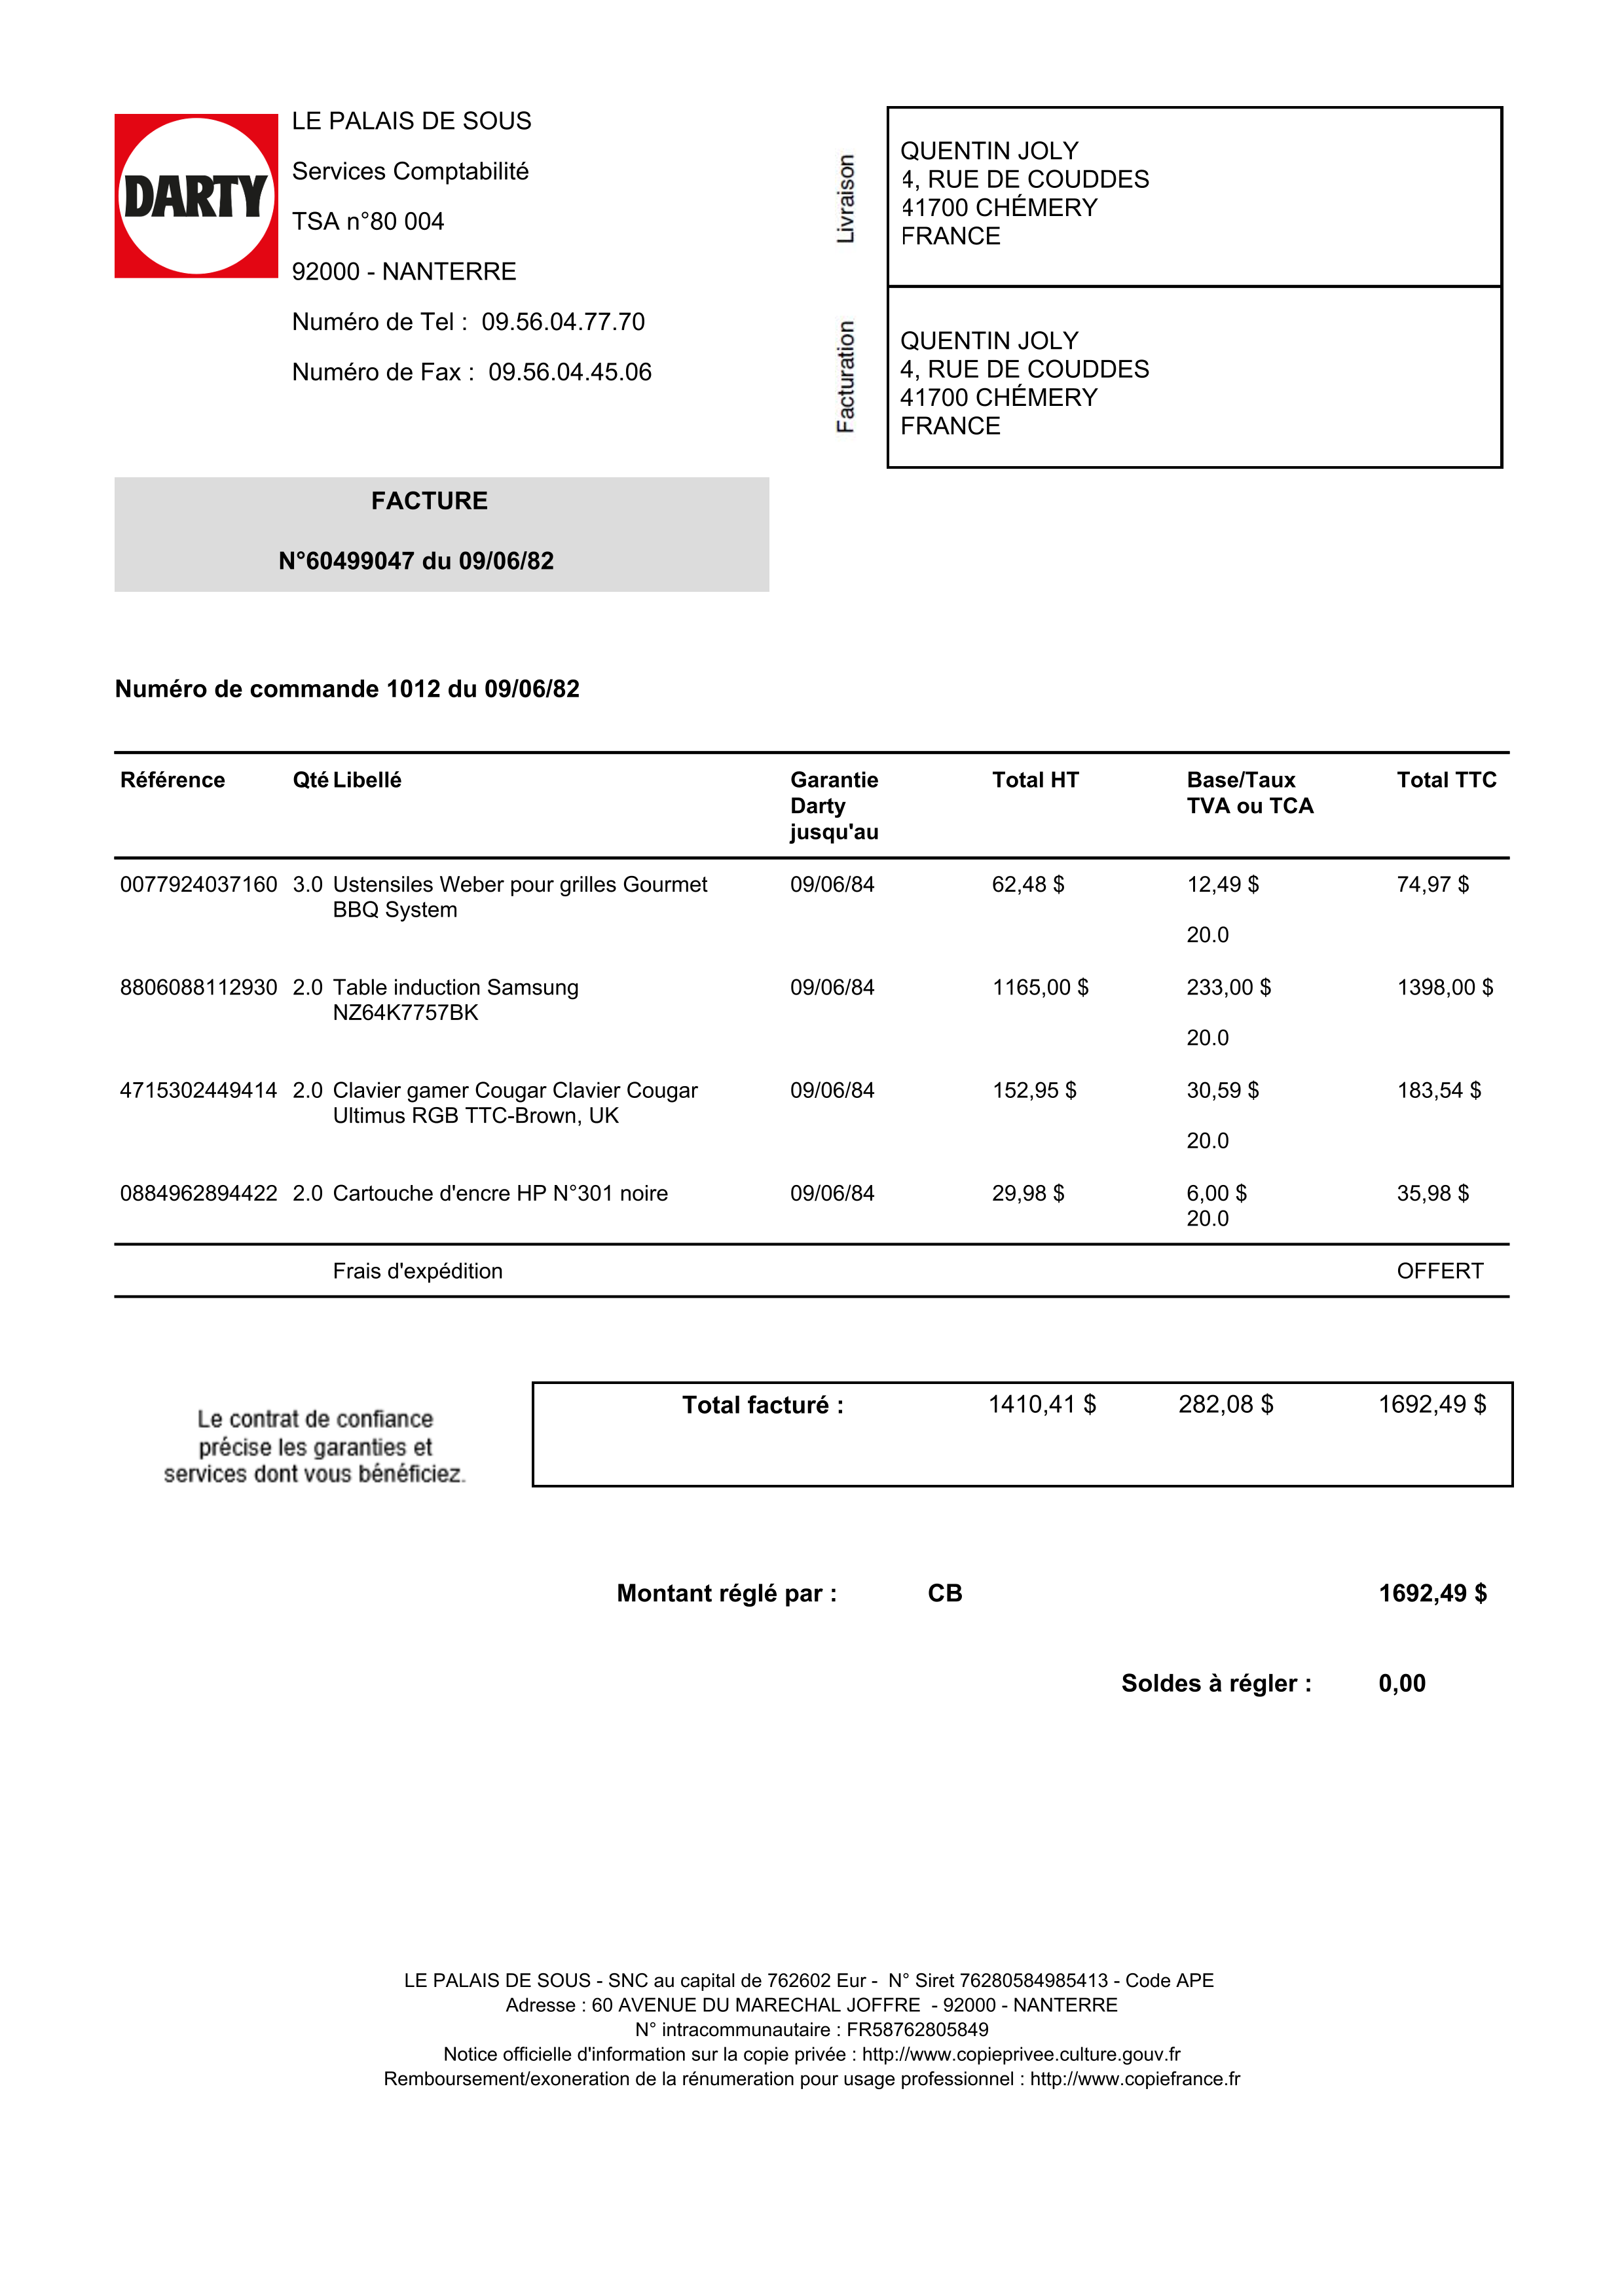 DARTY
LE PALAIS DE SOUS
Services Comptabilité
TSA n°80 004
92000 - NANTERRE
Numéro de Tel : 09.56.04.77.70
Numéro de Fax : 09.56.04.45.06
Livraison
QUENTIN JOLY
4, RUE DE COUDDES
41700 CHÉMERY
FRANCE
Facturation
QUENTIN JOLY
4, RUE DE COUDDES
41700 CHÉMERY
FRANCE
FACTURE
N°60499047 du 09/06/82
Numéro de commande 1012 du 09/06/82
Référence Qté Libellé Garantie Total HT Base/Taux Total TTC
Darty TVA ou TCA
jusqu'au
0077924037160 3.0 Ustensiles Weber pour grilles Gourmet 09/06/84 62,48 $ 12,49 $ 74,97 $
BBQ System
20.0
8806088112930 2.0 Table induction Samsung 09/06/84 1165,00 $ 233,00 $ 1398,00 $
NZ64K7757BK
20.0
4715302449414 2.0 Clavier gamer Cougar Clavier Cougar 09/06/84 152,95 $ 30,59 $ 183,54 $
Ultimus RGB TTC-Brown, UK
20.0
0884962894422 2.0 Cartouche d'encre HP N°301 noire 09/06/84 29,98 $ 6,00 $ 35,98 $
20.0
Frais d'expédition OFFERT
Le contrat de confiance
précise les garanties et
services dont vous bénéficiez.
Total facturé : 1410,41 $ 282,08 $ 1692,49 $
Montant réglé par : CB 1692,49 $
Soldes à régler : 0,00
LE PALAIS DE SOUS - SNC au capital de 762602 Eur - N° Siret 76280584985413 - Code APE
Adresse : 60 AVENUE DU MARECHAL JOFFRE - 92000 - NANTERRE
N° intracommunautaire : FR58762805849
Notice officielle d'information sur la copie privée : http://www.copieprivee.culture.gouv.fr
Remboursement/exoneration de la rénumeration pour usage professionnel : http://www.copiefrance.fr